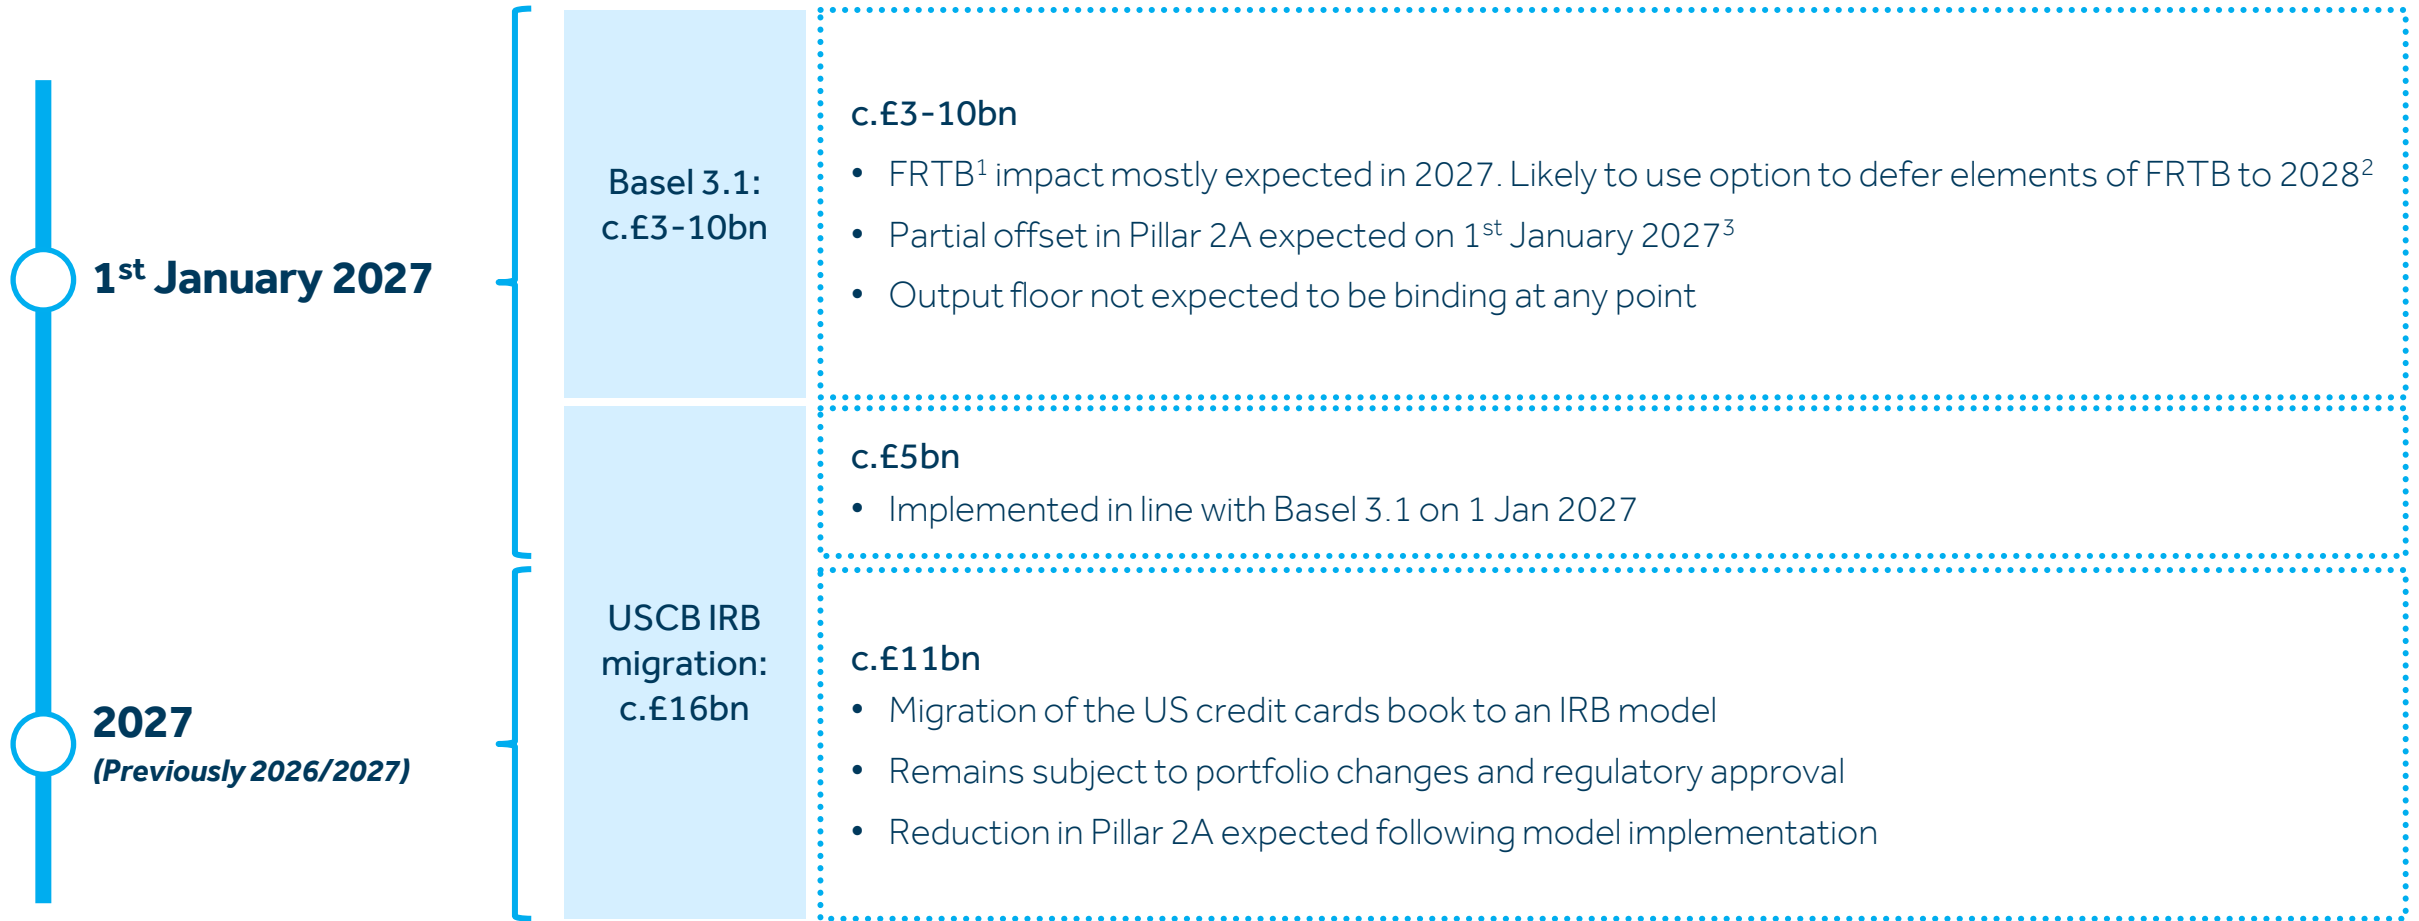 1st January 2027
Basel 3.1:
c.£3-10bn
c.£3-10bn
• FRTB1 impact mostly expected in 2027. Likely to use option to defer elements of FRTB to 20282
• Partial offset in Pillar 2A expected on 1st January 20273
• Output floor not expected to be binding at any point
c.£5bn
• Implemented in line with Basel 3.1 on 1 Jan 2027
2027
(Previously 2026/2027)
USCB IRB
migration:
c.£16bn
c.£11bn
• Migration of the US credit cards book to an IRB model
• Remains subject to portfolio changes and regulatory approval
• Reduction in Pillar 2A expected following model implementation